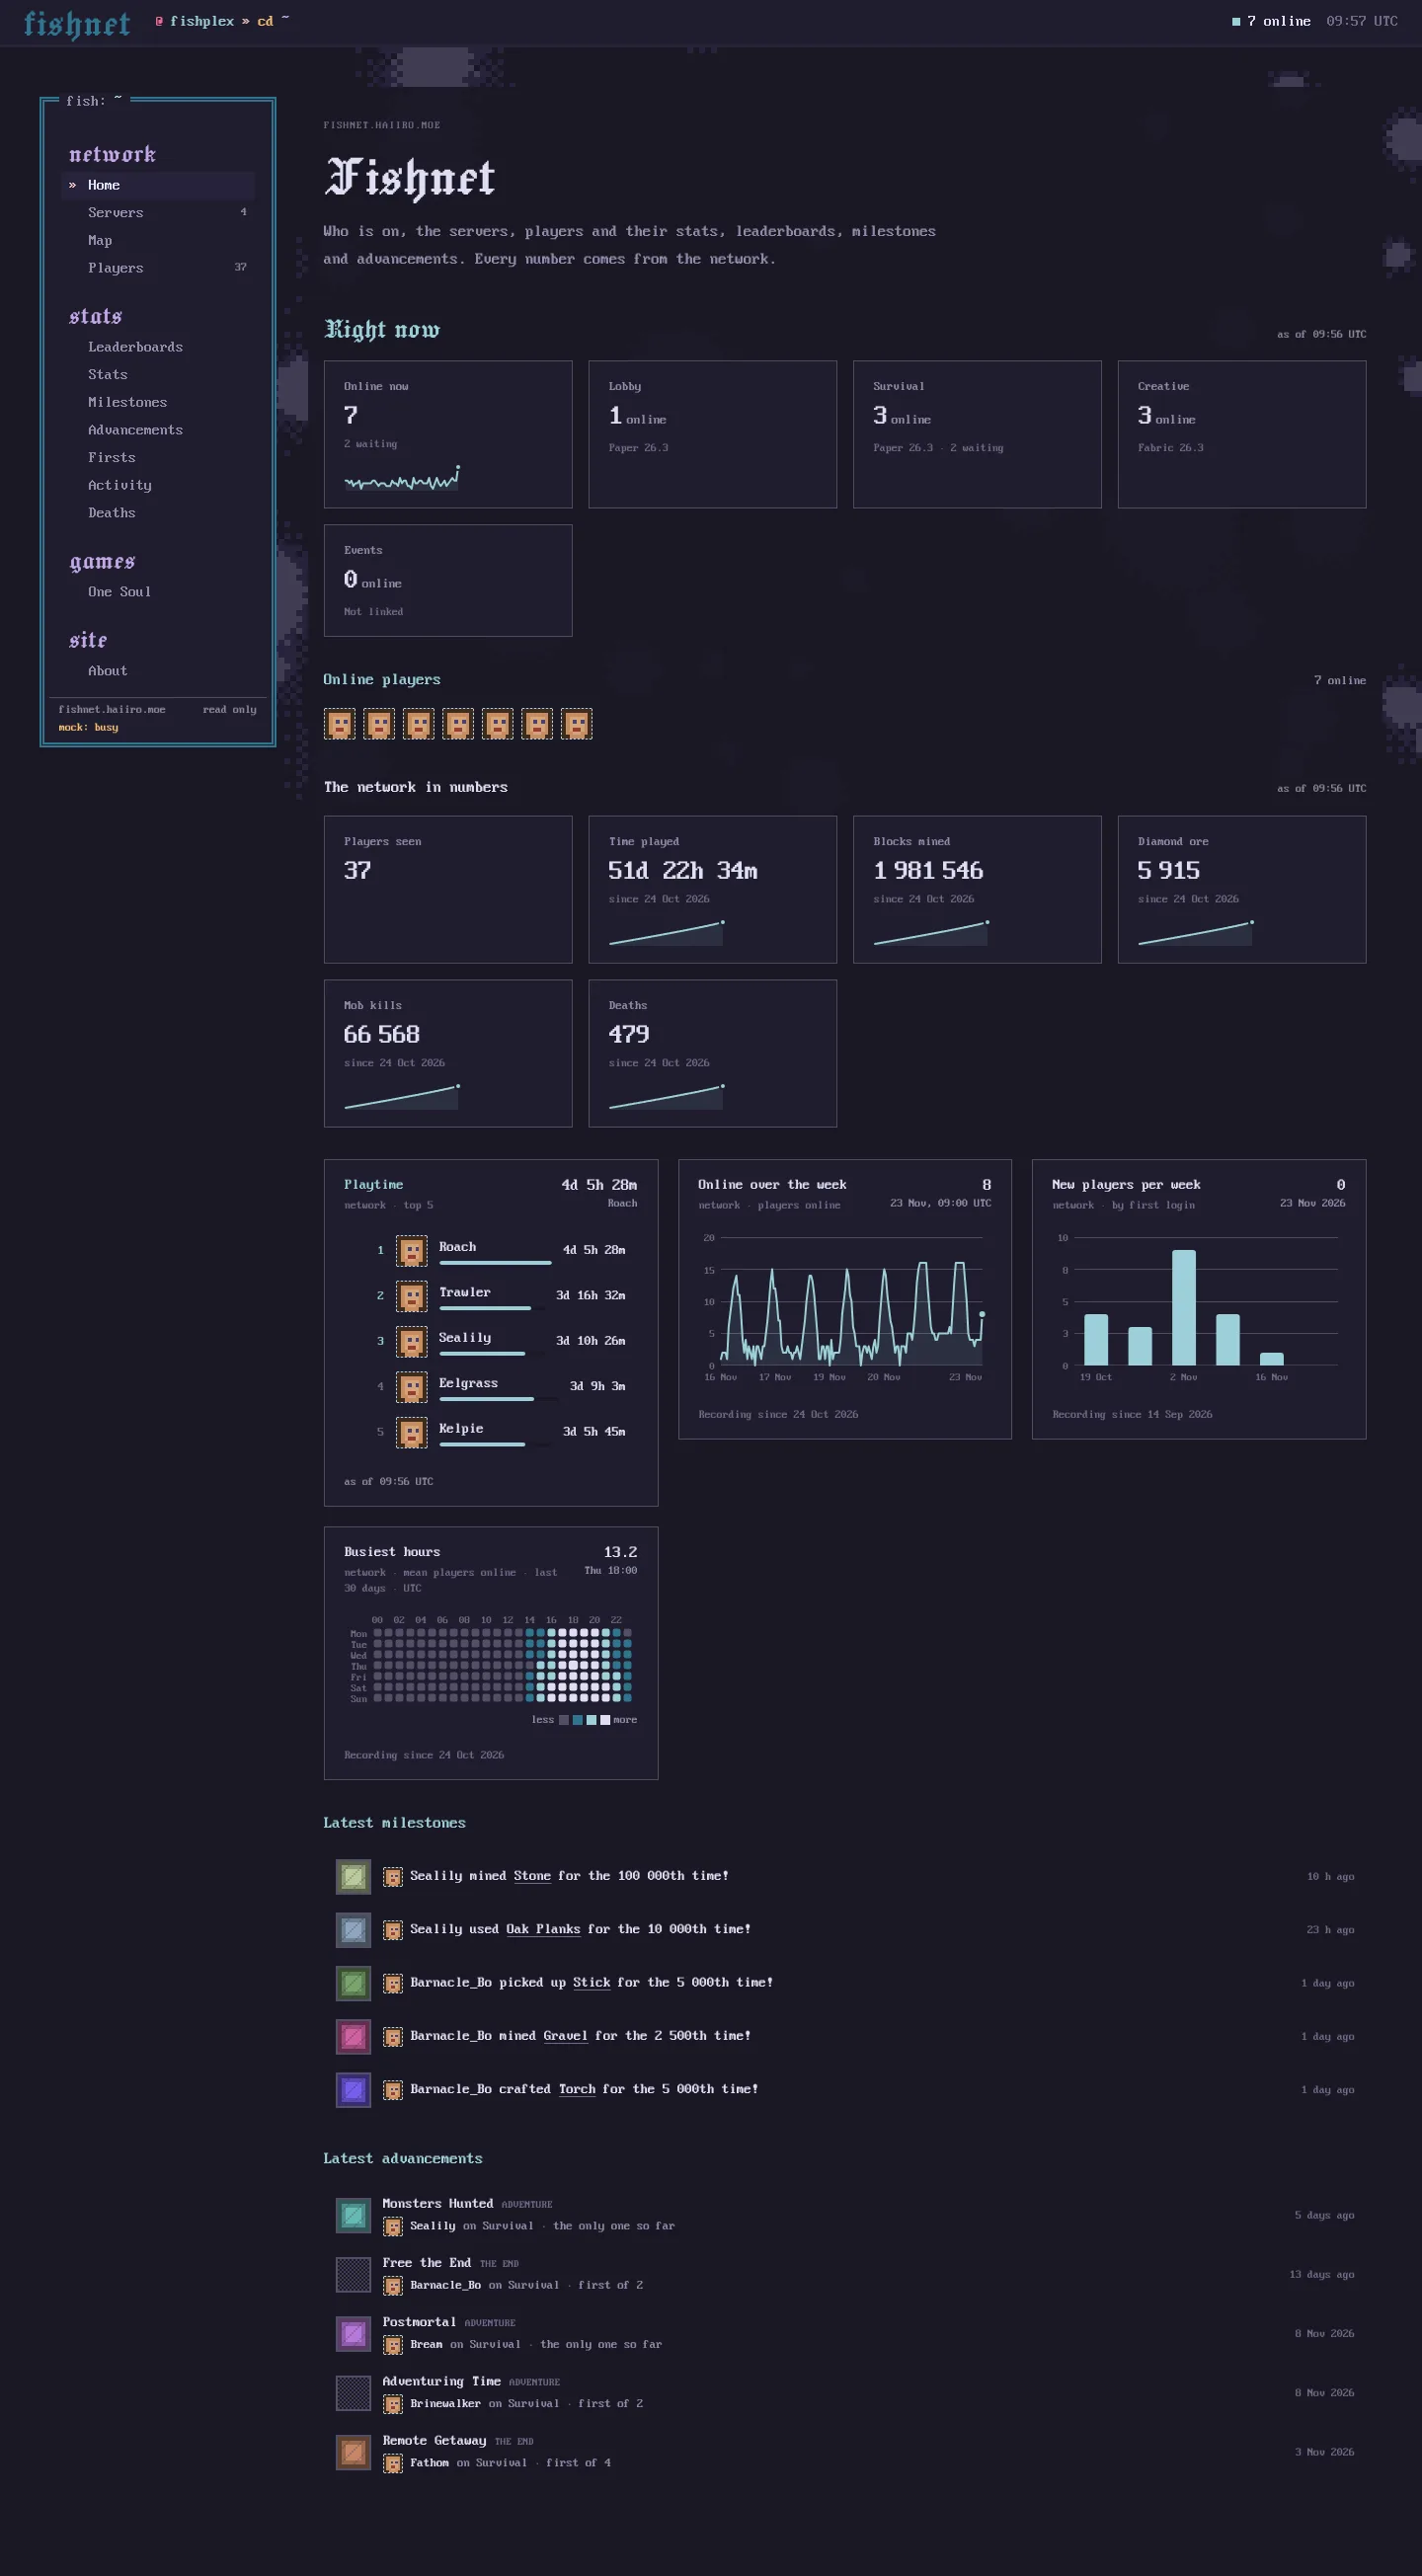 fishnet
@ fishplex » cd ~
7 online 09:57 UTC
fish: ~
network
» Home
Servers 4
Map
Players 37
stats
Leaderboards
Stats
Milestones
Advancements
Firsts
Activity
Deaths
games
One Soul
site
About
fishnet.haiiro.moe read only
mock: busy
FISHNET.HAIIRO.MOE
Fishnet
Who is on, the servers, players and their stats, leaderboards, milestones
and advancements. Every number comes from the network.
Right now as of 09:56 UTC
Online now
7
2 waiting
Lobby
1 online
Paper 26.3
Survival
3 online
Paper 26.3 · 2 waiting
Creative
3 online
Fabric 26.3
Events
0 online
Not linked
Online players 7 online
The network in numbers as of 09:56 UTC
Players seen
37
Time played
51d 22h 34m
since 24 Oct 2026
Blocks mined
1 981 546
since 24 Oct 2026
Diamond ore
5 915
since 24 Oct 2026
Mob kills
66 568
since 24 Oct 2026
Deaths
479
since 24 Oct 2026
Playtime 4d 5h 28m
network · top 5 Roach
1 Roach 4d 5h 28m
2 Trawler 3d 16h 32m
3 Sealily 3d 10h 26m
4 Eelgrass 3d 9h 3m
5 Kelpie 3d 5h 45m
as of 09:56 UTC
Online over the week 8
network · players online 23 Nov, 09:00 UTC
20
15
10
5
0
16 Nov 17 Nov 19 Nov 20 Nov 23 Nov
Recording since 24 Oct 2026
New players per week 0
network · by first login 23 Nov 2026
10
8
5
3
0
19 Oct 2 Nov 16 Nov
Recording since 14 Sep 2026
Busiest hours 13.2
network · mean players online · last Thu 18:00
30 days · UTC
00 02 04 06 08 10 12 14 16 18 20 22
Mon
Tue
Wed
Thu
Fri
Sat
Sun
less more
Recording since 24 Oct 2026
Latest milestones
Sealily mined Stone for the 100 000th time! 10 h ago
Sealily used Oak Planks for the 10 000th time! 23 h ago
Barnacle_Bo picked up Stick for the 5 000th time! 1 day ago
Barnacle_Bo mined Gravel for the 2 500th time! 1 day ago
Barnacle_Bo crafted Torch for the 5 000th time! 1 day ago
Latest advancements
Monsters Hunted ADVENTURE
Sealily on Survival · the only one so far 5 days ago
Free the End THE END
Barnacle_Bo on Survival · first of 2 13 days ago
Postmortal ADVENTURE
Bream on Survival · the only one so far 8 Nov 2026
Adventuring Time ADVENTURE
Brinewalker on Survival · first of 2 8 Nov 2026
Remote Getaway THE END
Fathom on Survival · first of 4 3 Nov 2026